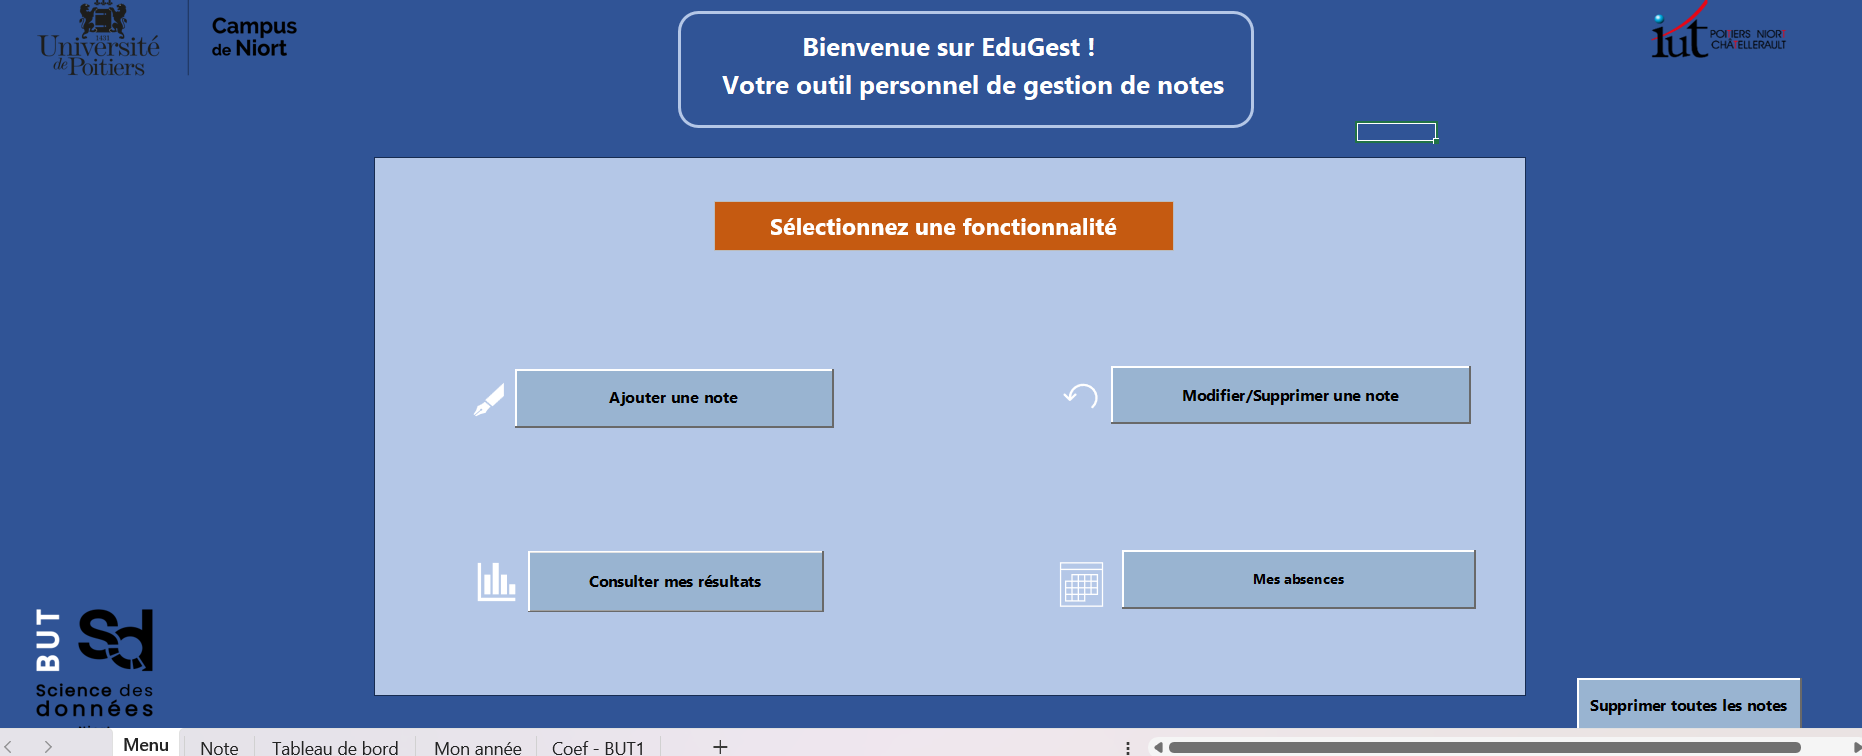 Université
de Poitiers
Campus
de Niort
Bienvenue sur EduGest !
Votre outil personnel de gestion de notes
iut
POITIERS NIORT
CHÂTELLERAULT
Sélectionnez une fonctionnalité
Ajouter une note
Modifier/Supprimer une note
Consulter mes résultats
Mes absences
BUT
Sd
Science des
données
Supprimer toutes les notes
Menu
Note
Tableau de bord
Mon année
Coef - BUT1